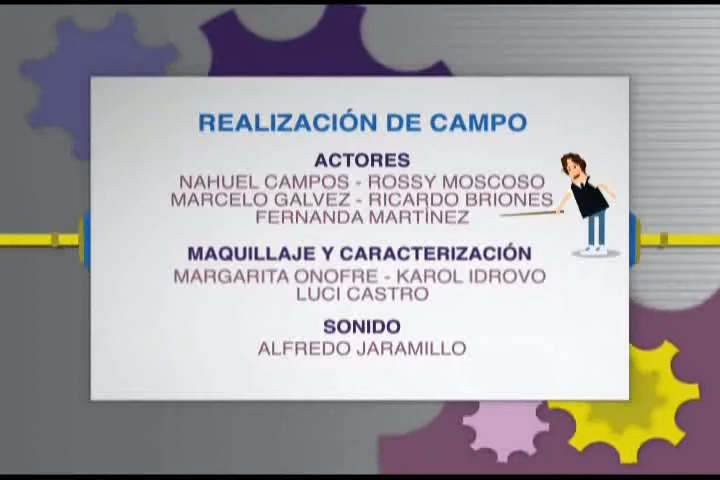 REALIZACIÓN DE CAMPO
ACTORES
NAHUEL CAMPOS - ROSSY MOSCOSO
MARCELO GALVEZ - RICARDO BRIONES
FERNANDA MARTÌNEZ
MAQUILLAJE Y CARACTERIZACIÓN
MARGARITA ONOFRE - KAROL IDROVO
LUCI CASTRO
SONIDO
ALFREDO JARAMILLO